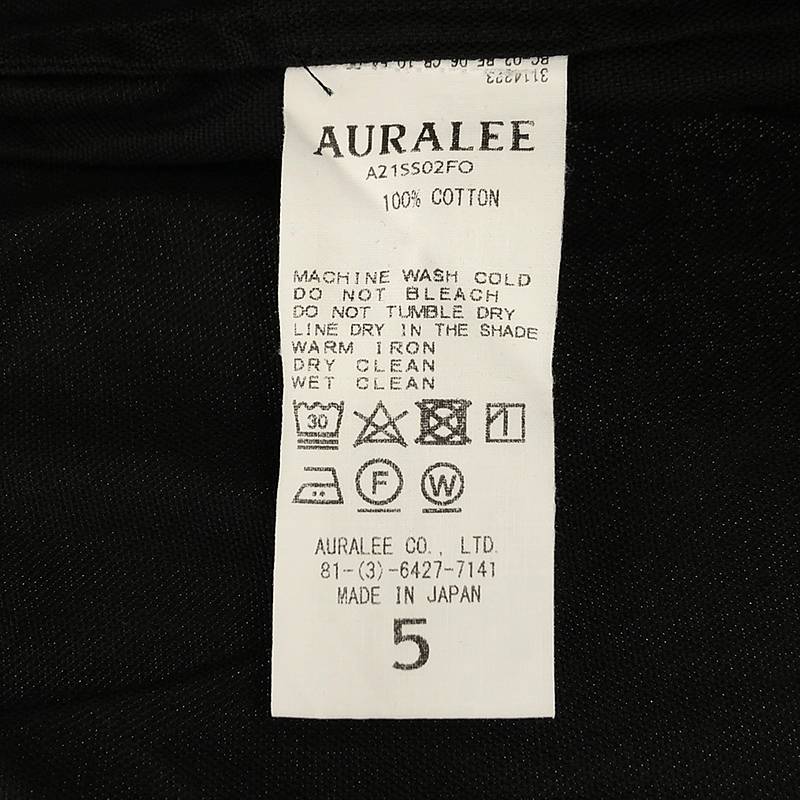 3114223
AURALEE
A21SS02FO
100% COTTON
MACHINE WASH COLD
DO NOT BLEACH
DO NOT TUMBLE DRY
LINE DRY IN THE SHADE
WARM IRON
DRY CLEAN
WET CLEAN
30
F W
AURALEE CO., LTD.
81-(3)-6427-7141
MADE IN JAPAN
5